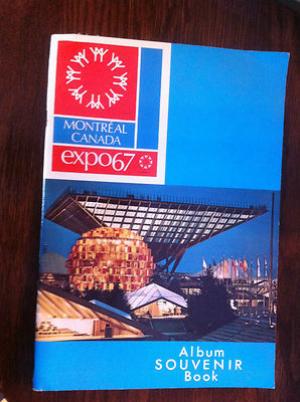 MONTRÉAL
CANADA
expo67
Album
SOUVENIR
Book